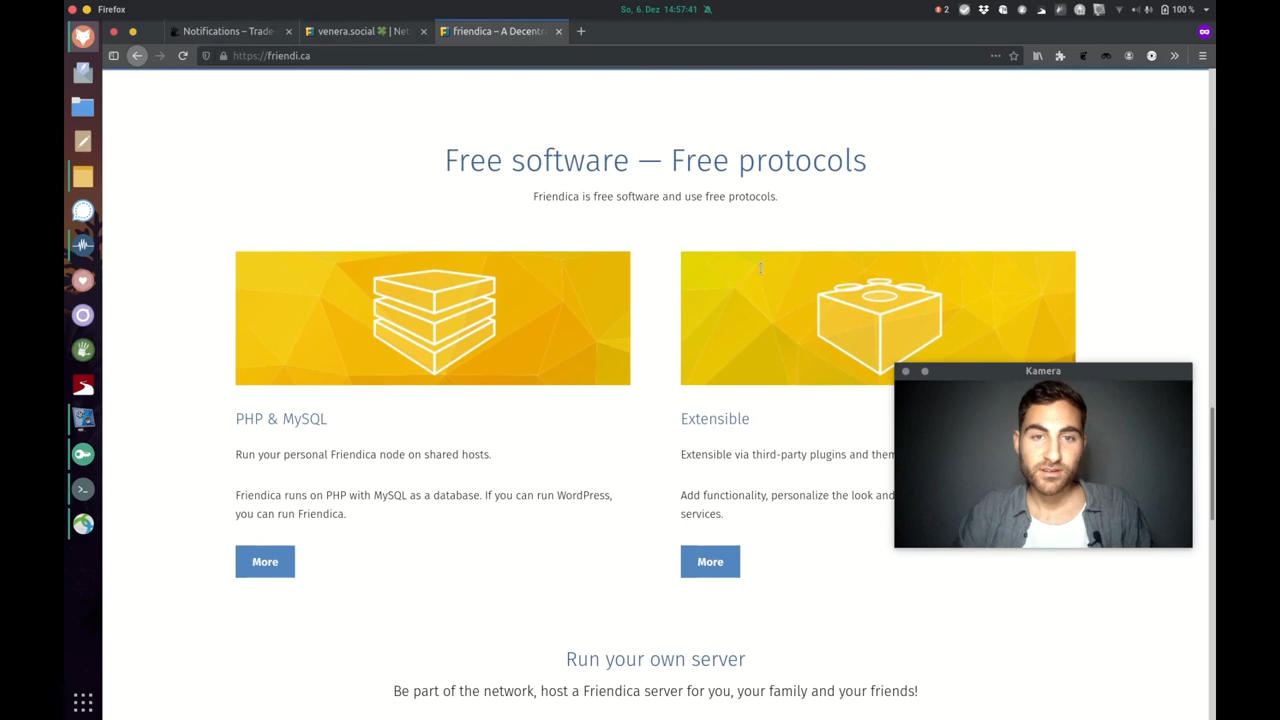 Firefox
So, 6. Dez 14:57:41
2
100 %
Notifications – Trade
venera.social 🍀 | Net
friendica – A Decentr
https://friendi.ca
Free software — Free protocols
Friendica is free software and use free protocols.
PHP & MySQL
Run your personal Friendica node on shared hosts.
Friendica runs on PHP with MySQL as a database. If you can run WordPress,
you can run Friendica.
More
Extensible
Extensible via third-party plugins and them
Add functionality, personalize the look and
services.
More
Kamera
Run your own server
Be part of the network, host a Friendica server for you, your family and your friends!